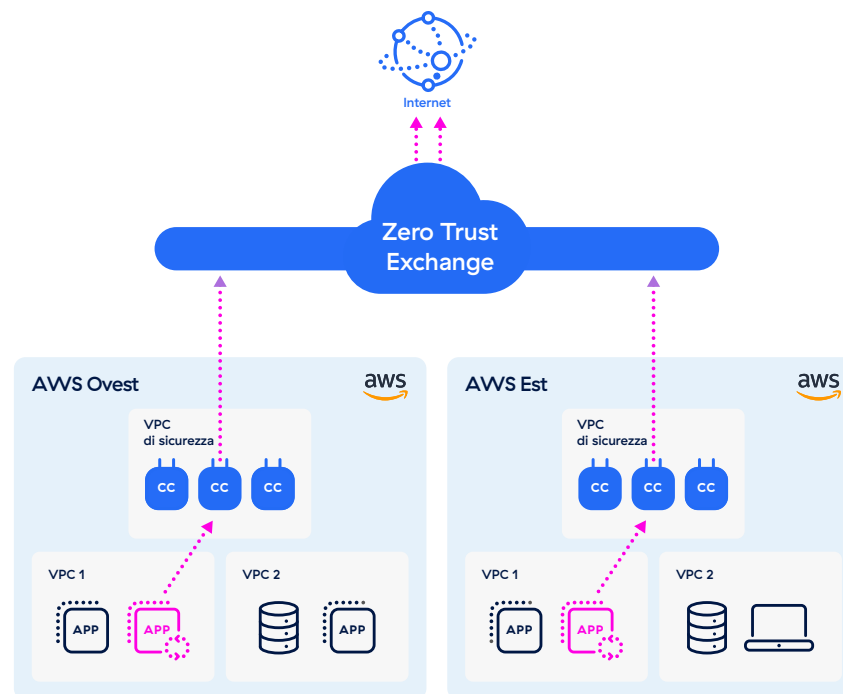 Internet
Zero Trust
Exchange
AWS Ovest
aws
VPC
di sicurezza
CC
CC
CC
VPC 1
APP
APP
VPC 2
APP
AWS Est
aws
VPC
di sicurezza
CC
CC
CC
VPC 1
APP
APP
VPC 2